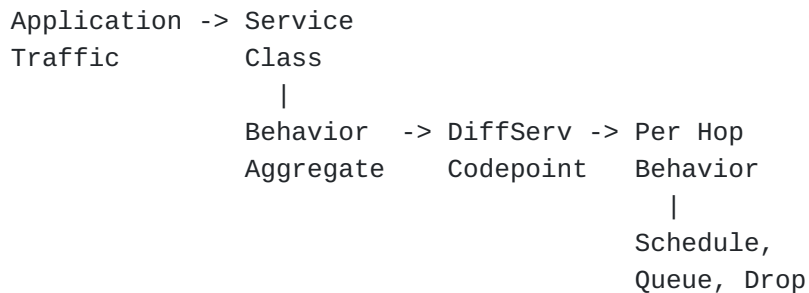 Application -> Service
Traffic        Class
                 |
               Behavior  -> DiffServ -> Per Hop
               Aggregate    Codepoint   Behavior
                                          |
                                        Schedule,
                                        Queue, Drop